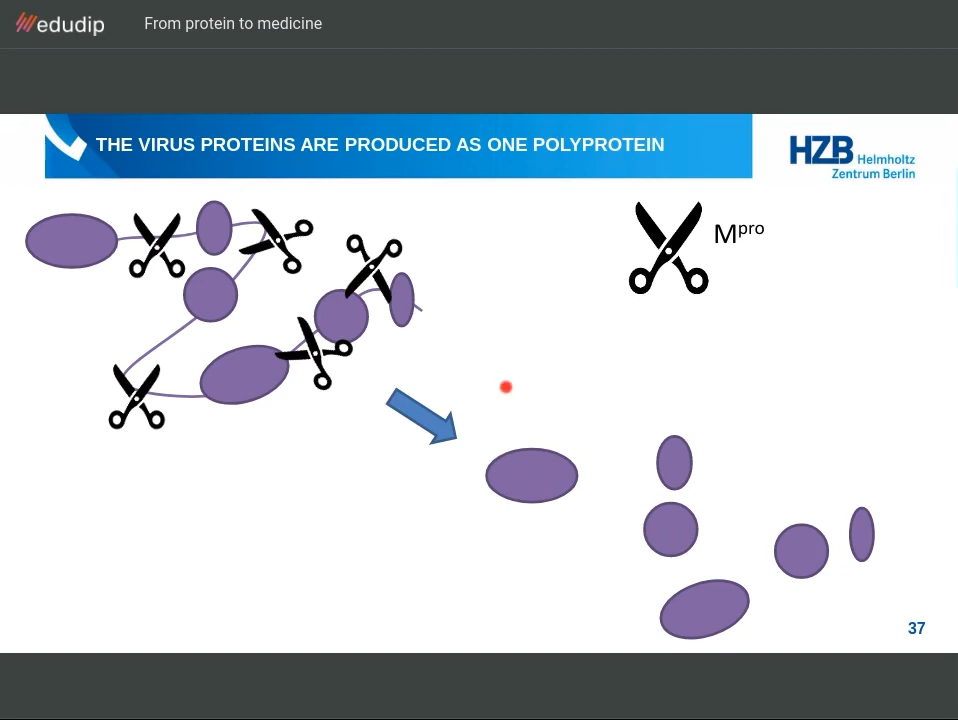 edudip
From protein to medicine
THE VIRUS PROTEINS ARE PRODUCED AS ONE POLYPROTEIN
HZB Helmholtz
Zentrum Berlin
Mpro
37